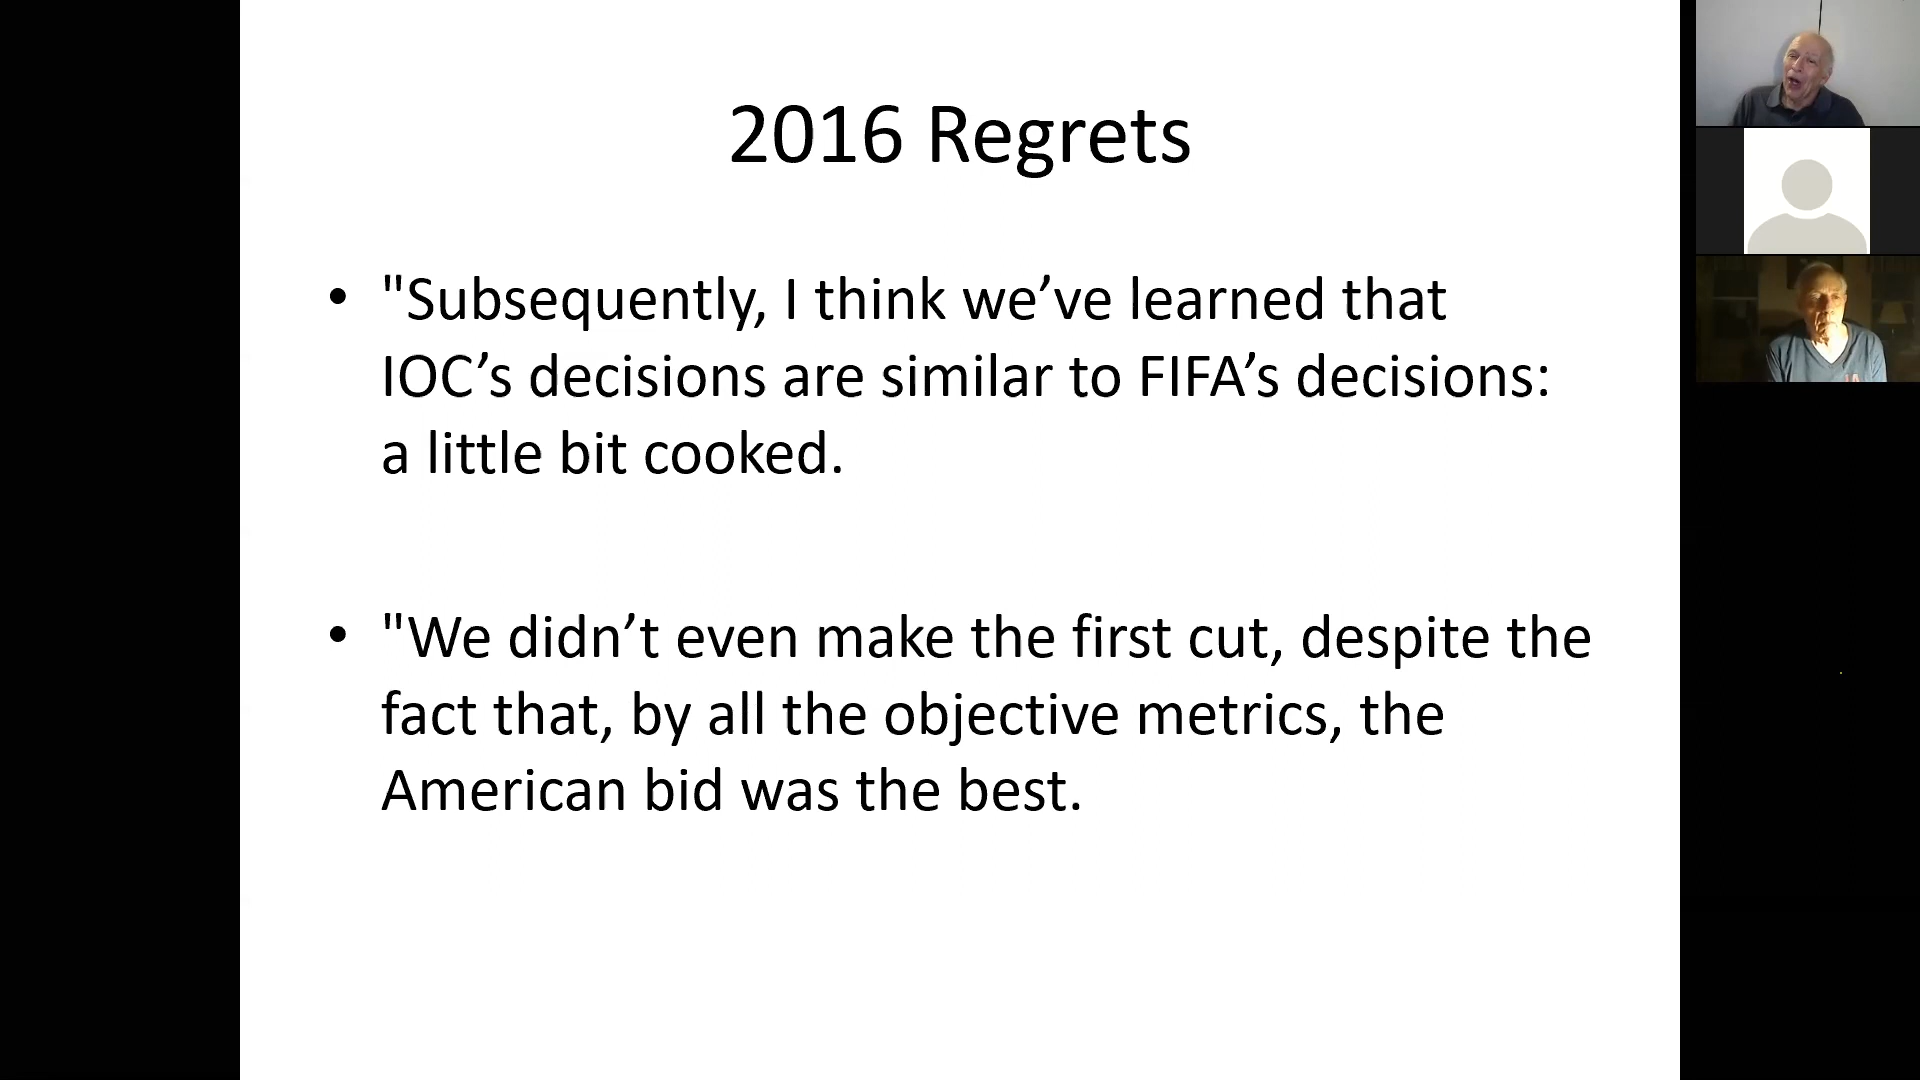 2016 Regrets
• "Subsequently, I think we’ve learned that
IOC’s decisions are similar to FIFA’s decisions:
a little bit cooked.
• "We didn’t even make the first cut, despite the
fact that, by all the objective metrics, the
American bid was the best.